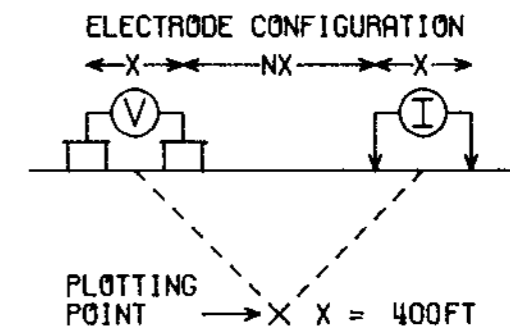 ELECTRODE CONFIGURATION
X NX X
V I
PLOTTING
POINT X X = 400FT